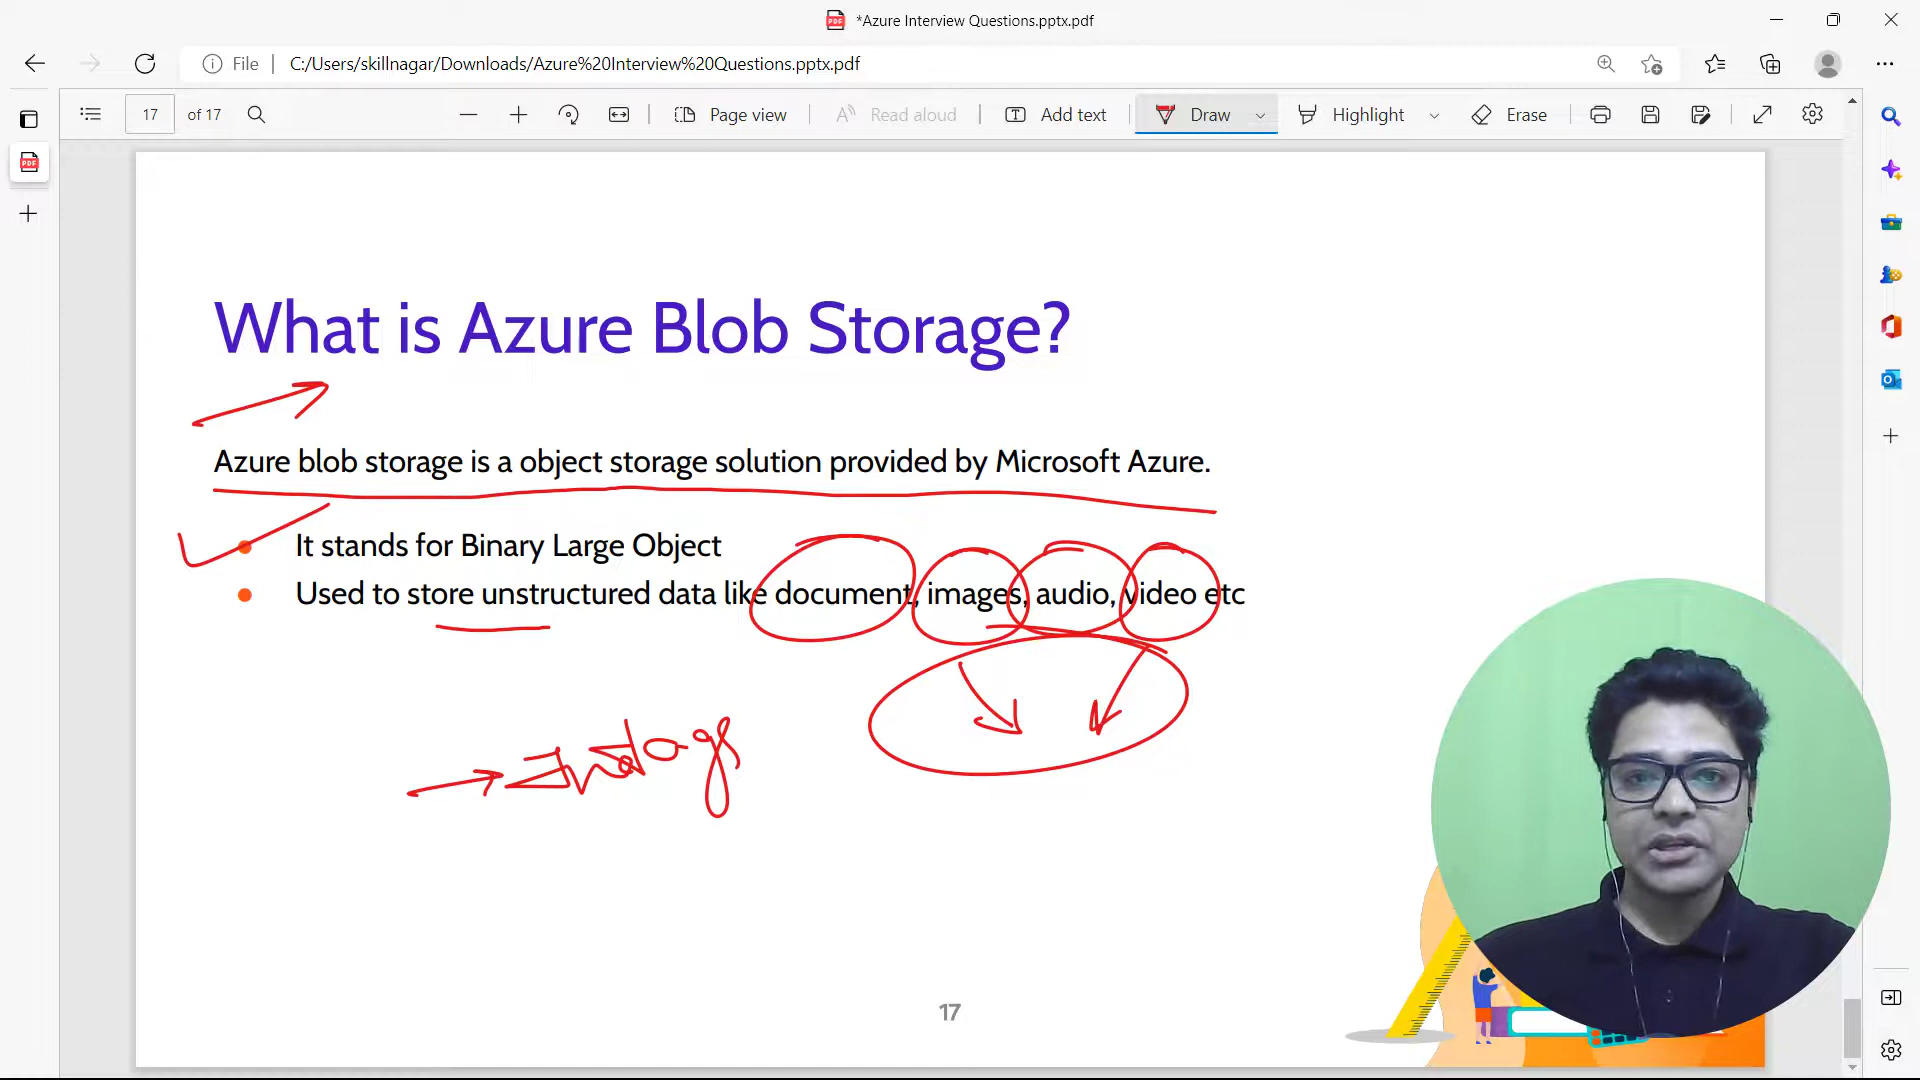 *Azure Interview Questions.pptx.pdf
File
C:/Users/skillnagar/Downloads/Azure%20Interview%20Questions.pptx.pdf
17 of 17
Page view
Read aloud
Add text
Draw
Highlight
Erase
What is Azure Blob Storage?
Azure blob storage is a object storage solution provided by Microsoft Azure.
It stands for Binary Large Object
Used to store unstructured data like document, images, audio, video etc
17